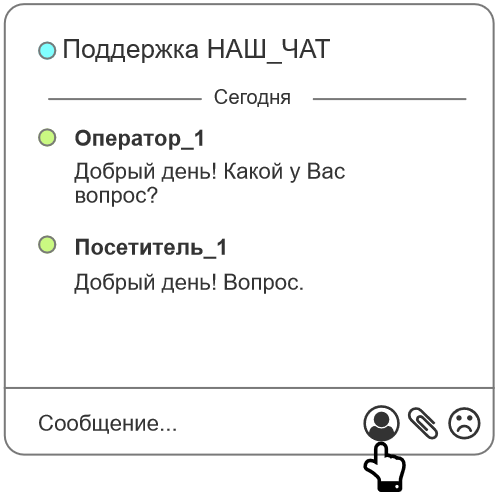 Поддержка НАШ_ЧАТ
Сегодня
Оператор_1
Добрый день! Какой у Вас
вопрос?
Посетитель_1
Добрый день! Вопрос.
Сообщение...